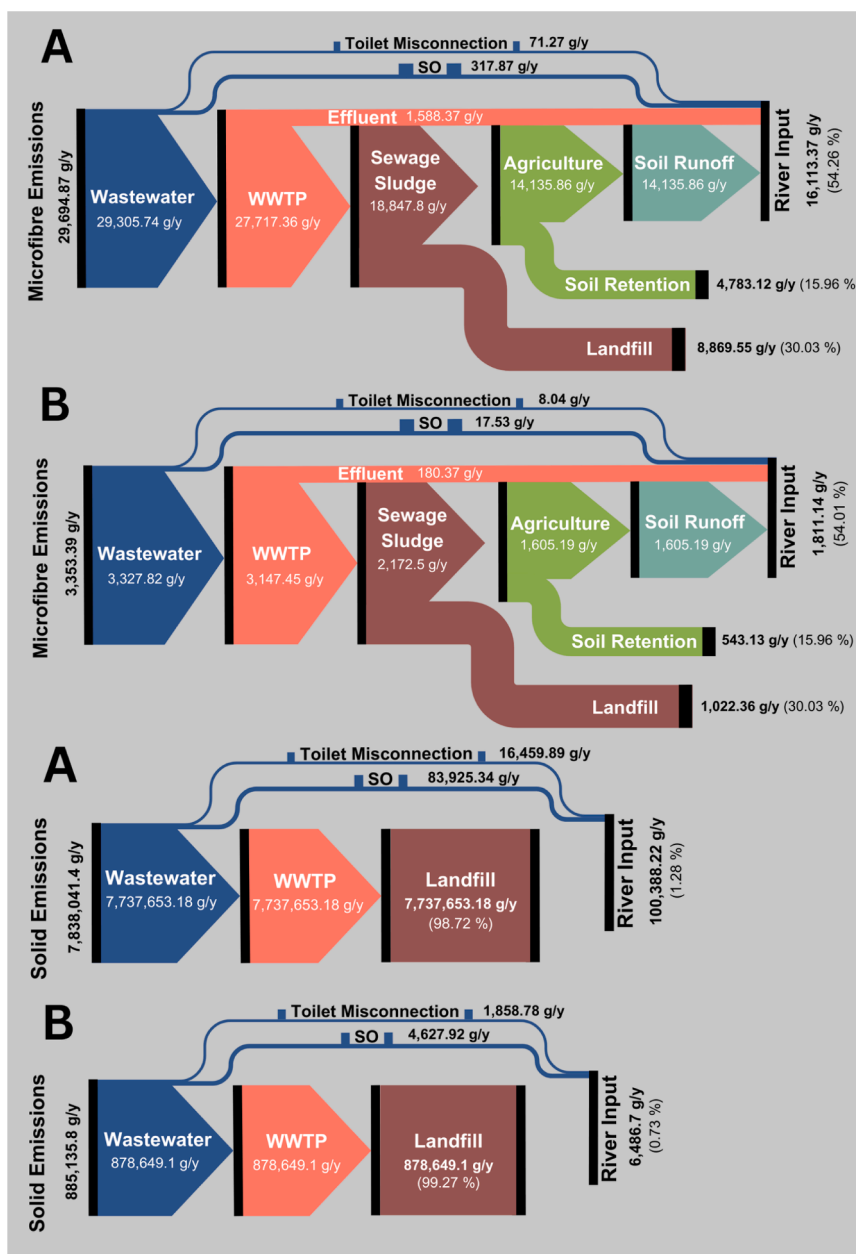 A
Toilet Misconnection 71.27 g/y
SO 317.87 g/y
Microfibre Emissions
29,694.87 g/y
Effluent 1,588.37 g/y
Wastewater
29,305.74 g/y
WWTP
27,717.36 g/y
Sewage
Sludge
18,847.8 g/y
Agriculture
14,135.86 g/y
Soil Runoff
14,135.86 g/y
River Input
16,113.37 g/y
(54.26 %)
Soil Retention 4,783.12 g/y (15.96 %
Landfill 8,869.55 g/y (30.03 %)
B
Toilet Misconnection 8.04 g/y
SO 17.53 g/y
Microfibre Emissions
3,353.39 g/y
Effluent 180.37 g/y
Wastewater
3,327.82 g/y
WWTP
3,147.45 g/y
Sewage
Sludge
2,172.5 g/y
Agriculture
1,605.19 g/y
Soil Runoff
1,605.19 g/y
River Input
1,811.14 g/y
(54.01 %)
Soil Retention 543.13 g/y (15.96 %)
Landfill 1,022.36 g/y (30.03 %)
A
Toilet Misconnection 16,459.89 g/y
SO 83,925.34 g/y
Solid Emissions
7,838,041.4 g/y
Wastewater
7,737,653.18 g/y
WWTP
7,737,653.18 g/y
Landfill
7,737,653.18 g/y
(98.72 %)
River Input
100,388.22 g/y
(1.28 %)
B
Toilet Misconnection 1,858.78 g/y
SO 4,627.92 g/y
Solid Emissions
885,135.8 g/y
Wastewater
878,649.1 g/y
WWTP
878,649.1 g/y
Landfill
878,649.1 g/y
(99.27 %)
River Input
6,486.7 g/y
(0.73 %)